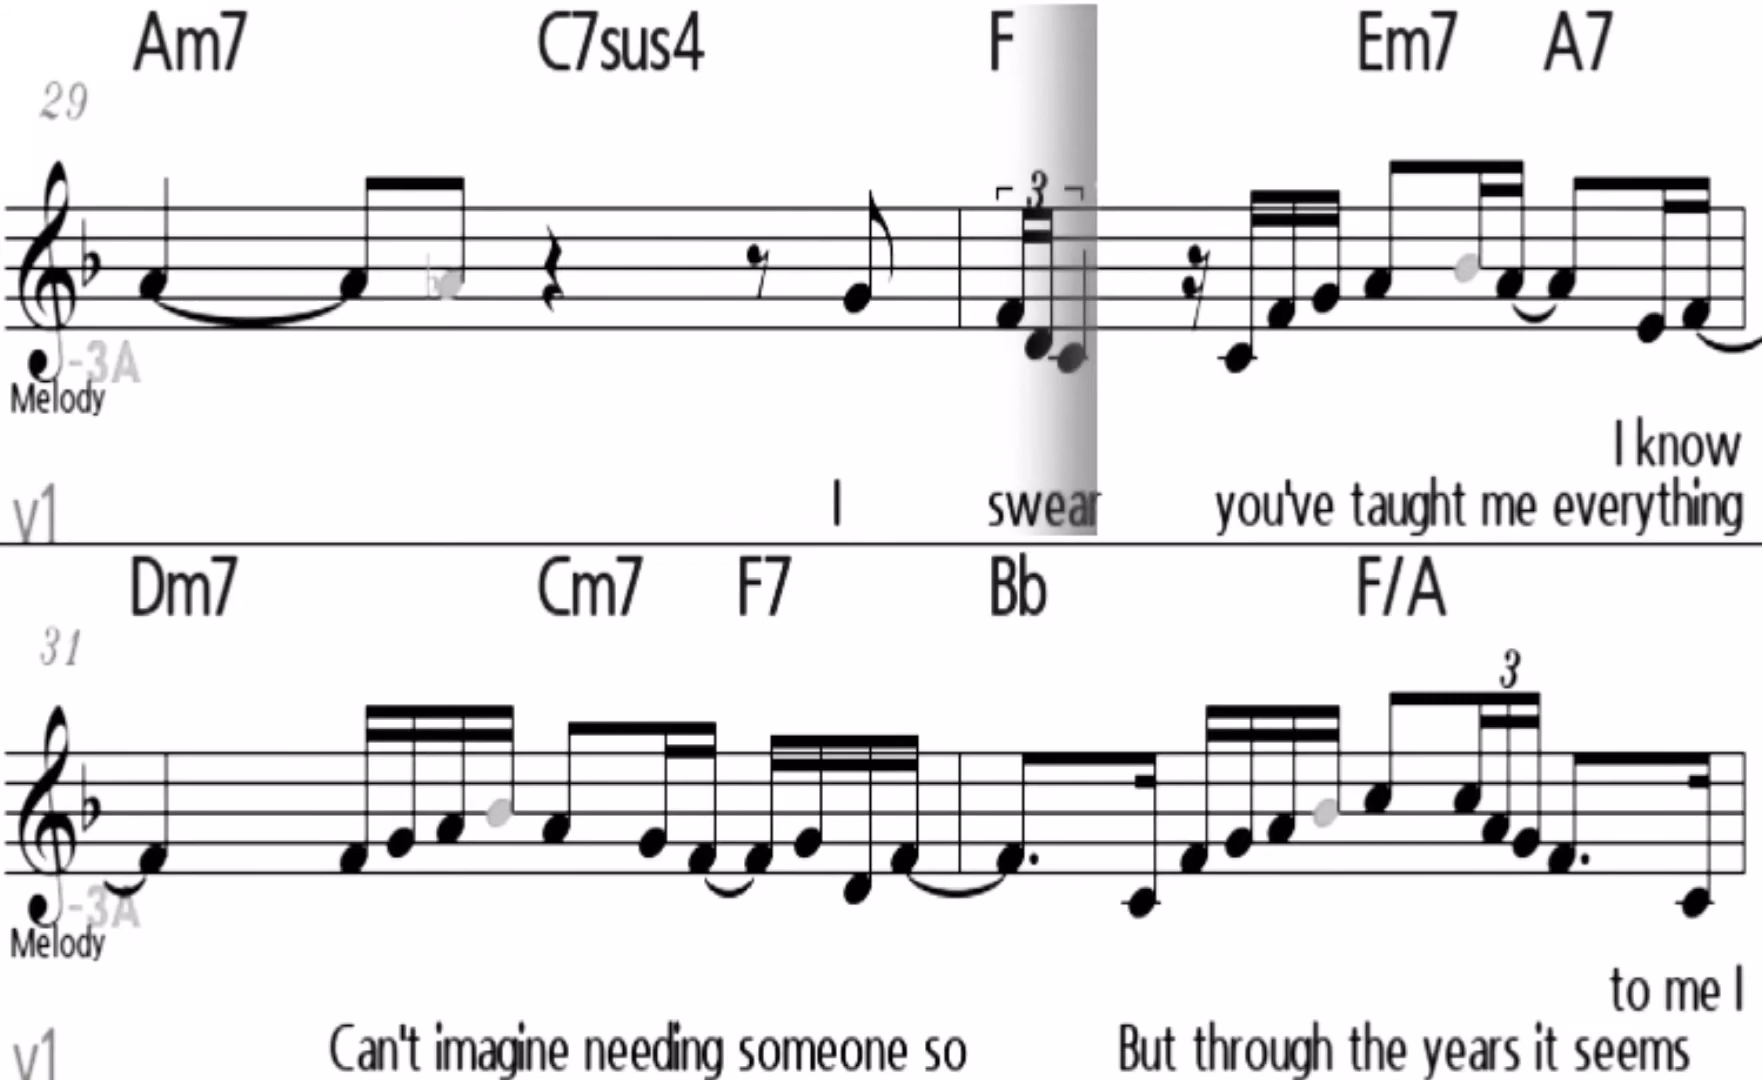 Am7 C7sus4 F Em7 A7
29
3
-3A
Melody
I know
v1 I swear you've taught me everything
Dm7 Cm7 F7 Bb F/A
31
3
-3A
Melody
to me I
v1 Can't imagine needing someone so But through the years it seems